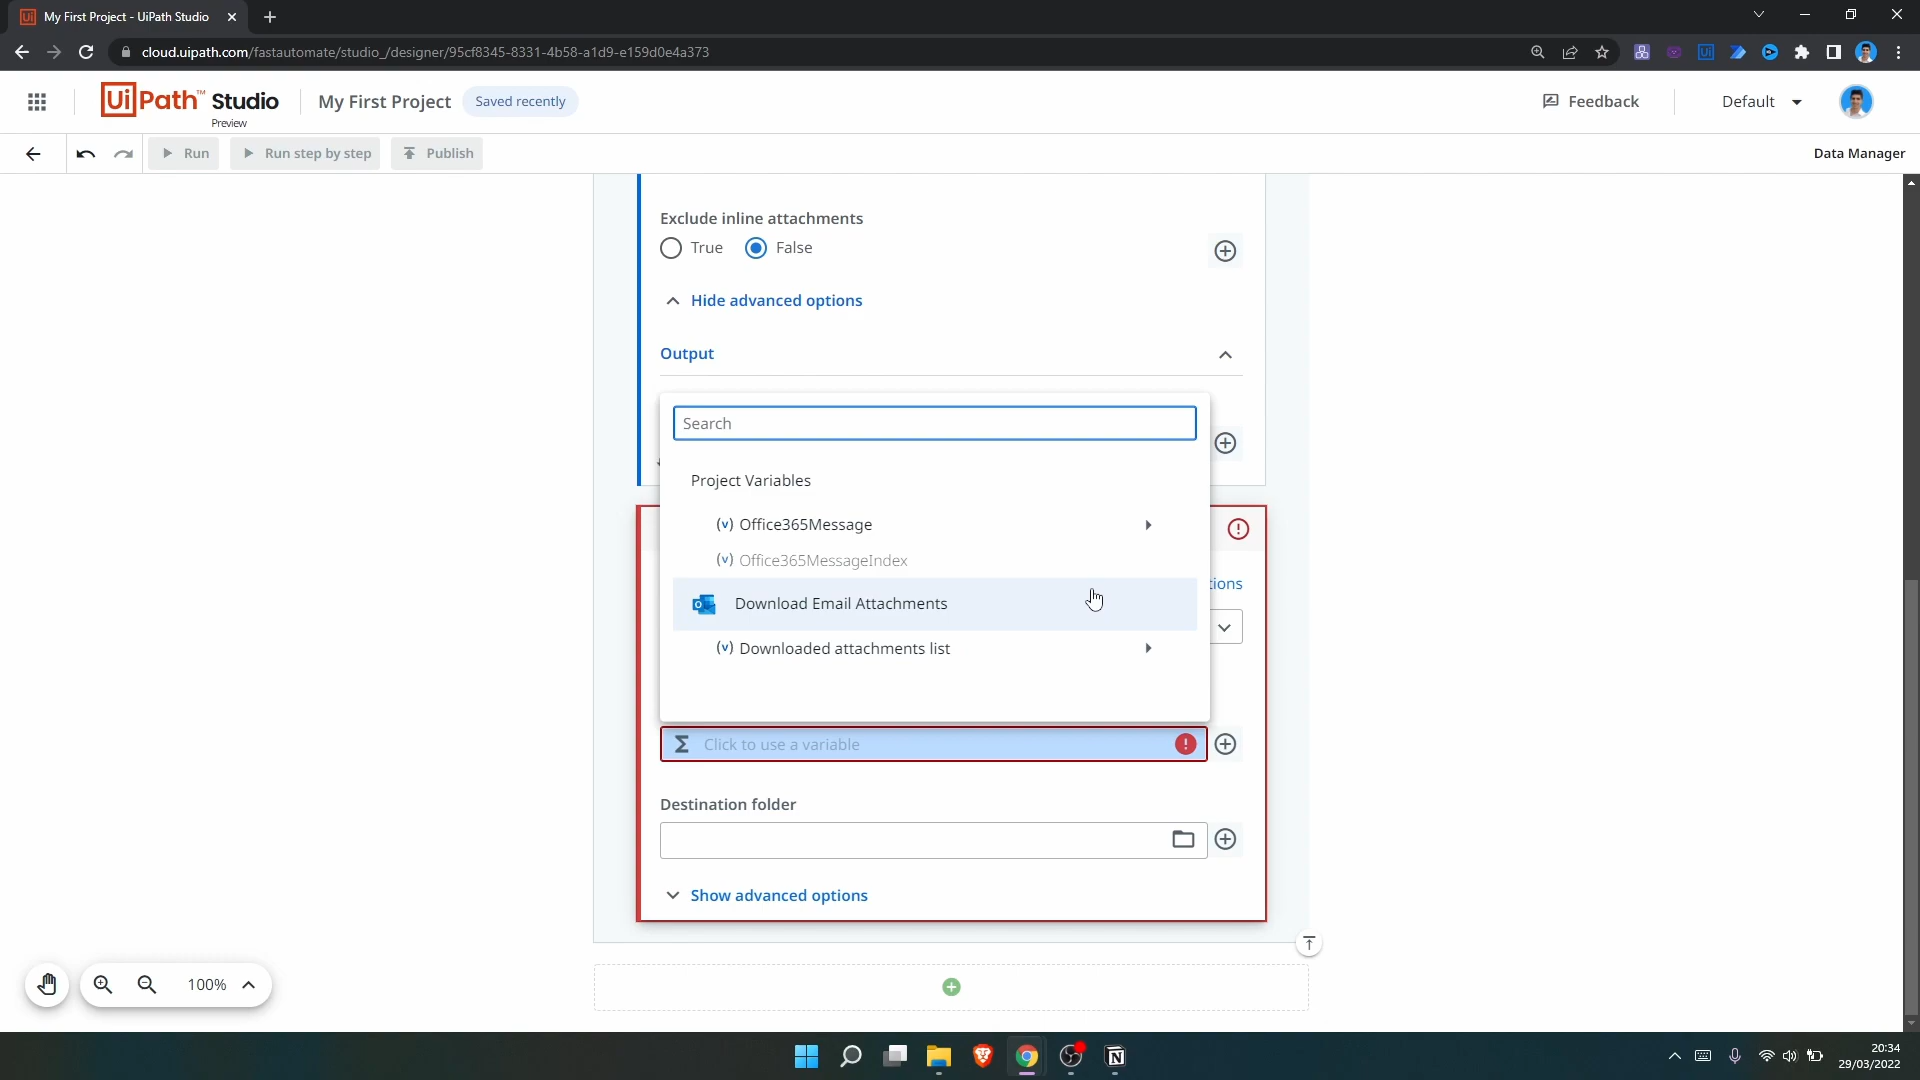 My First Project - UiPath Studio
cloud.uipath.com/fastautomate/studio_/designer/95cf8345-8331-4b58-a1d9-e159d0e4a373
UiPath™ Studio
Preview
My First Project
Saved recently
Feedback
Default
Run
Run step by step
Publish
Data Manager
Exclude inline attachments
True
False
Hide advanced options
Output
Search
Project Variables
(v) Office365Message
(v) Office365MessageIndex
tions
Download Email Attachments
(v) Downloaded attachments list
Click to use a variable
Destination folder
Show advanced options
100%
20:34
29/03/2022